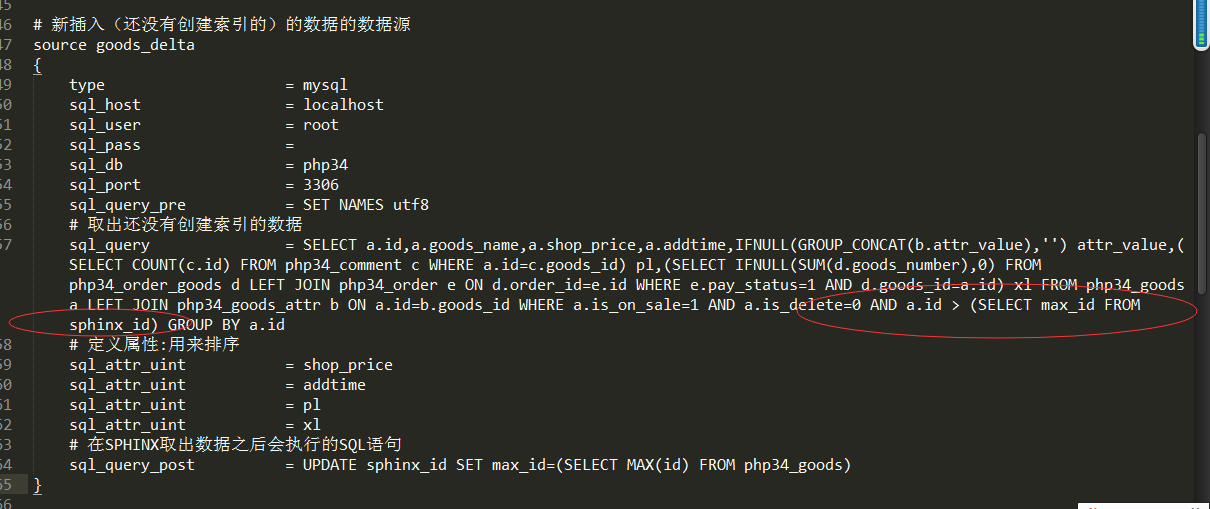 45
46 # 新插入（还没有创建索引的）的数据的数据源
47 source goods_delta
48 {
49 type = mysql
50 sql_host = localhost
51 sql_user = root
52 sql_pass =
53 sql_db = php34
54 sql_port = 3306
55 sql_query_pre = SET NAMES utf8
56 # 取出还没有创建索引的数据
57 sql_query = SELECT a.id,a.goods_name,a.shop_price,a.addtime,IFNULL(GROUP_CONCAT(b.attr_value),'') attr_value,(
SELECT COUNT(c.id) FROM php34_comment c WHERE a.id=c.goods_id) pl,(SELECT IFNULL(SUM(d.goods_number),0) FROM
php34_order_goods d LEFT JOIN php34_order e ON d.order_id=e.id WHERE e.pay_status=1 AND d.goods_id=a.id) xl FROM php34_goods
a LEFT JOIN php34_goods_attr b ON a.id=b.goods_id WHERE a.is_on_sale=1 AND a.is_delete=0 AND a.id > (SELECT max_id FROM
sphinx_id) GROUP BY a.id
58 # 定义属性:用来排序
59 sql_attr_uint = shop_price
60 sql_attr_uint = addtime
61 sql_attr_uint = pl
62 sql_attr_uint = xl
63 # 在SPHINX取出数据之后会执行的SQL语句
64 sql_query_post = UPDATE sphinx_id SET max_id=(SELECT MAX(id) FROM php34_goods)
65 }
66